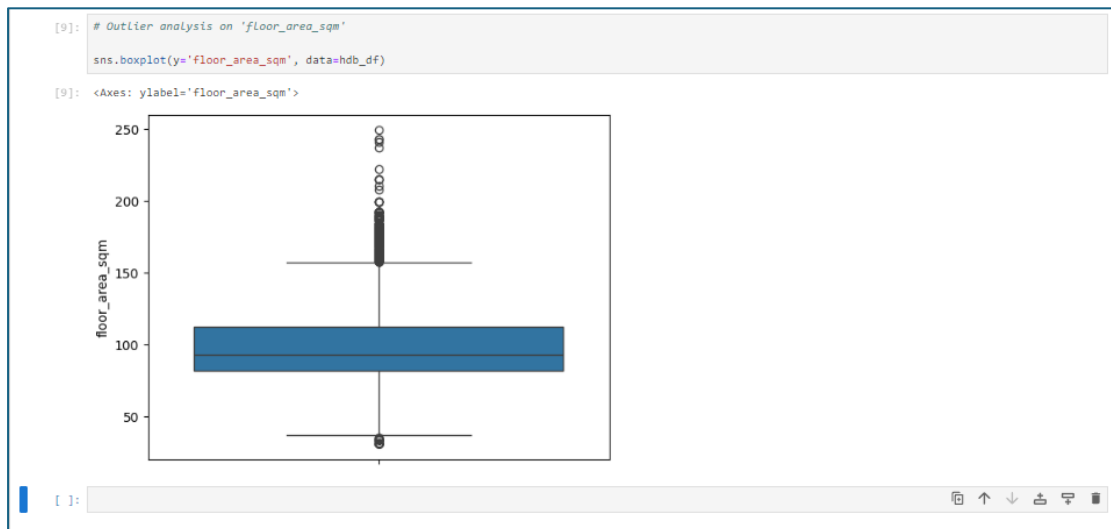 [9]: # Outlier analysis on 'floor_area_sqm'
sns.boxplot(y='floor_area_sqm', data=hdb_df)
[9]: <Axes: ylabel='floor_area_sqm'>
250
200
150
100
50
floor_area_sqm
[ ]: